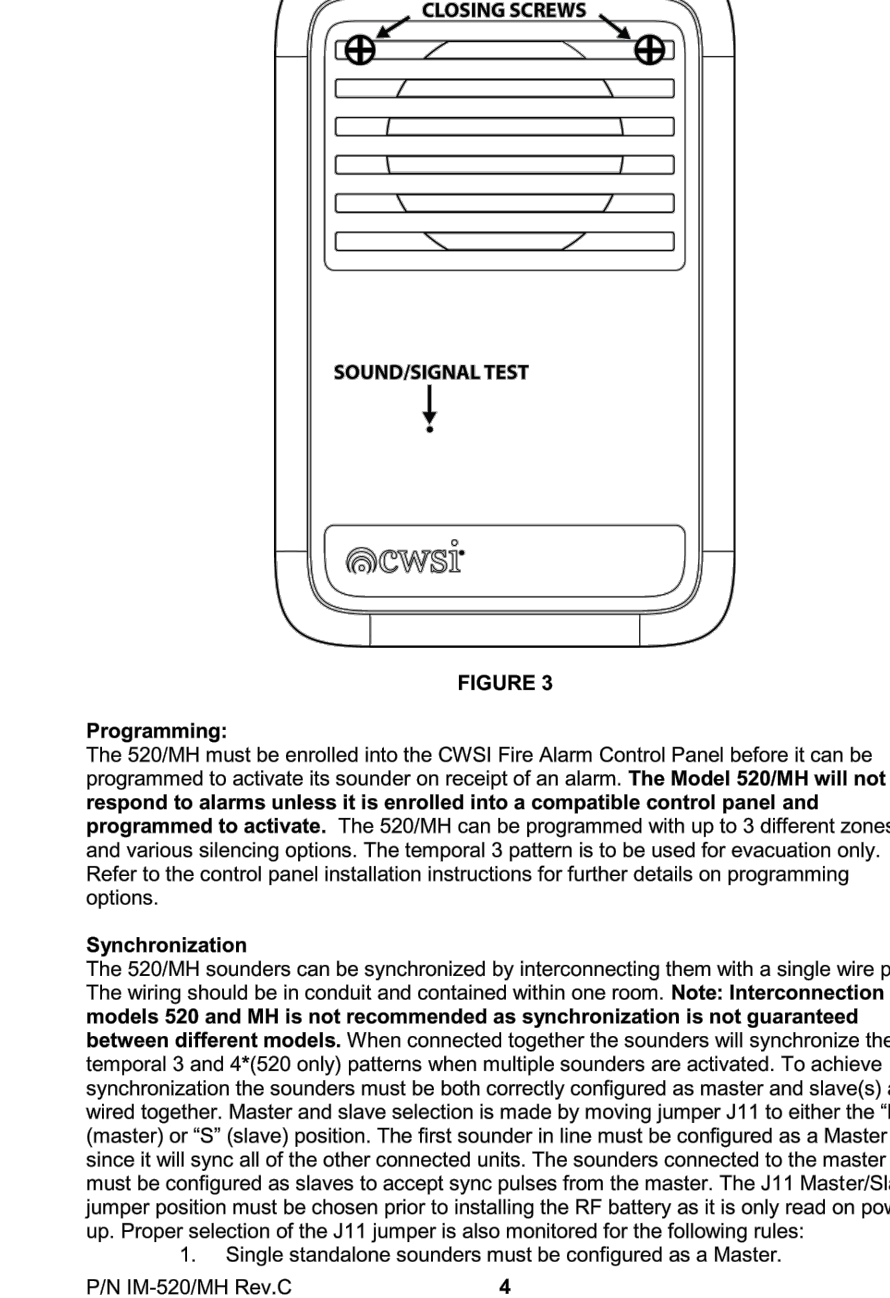 CLOSING SCREWS
SOUND/SIGNAL TEST
cwsi
FIGURE 3
Programming:
The 520/MH must be enrolled into the CWSI Fire Alarm Control Panel before it can be
programmed to activate its sounder on receipt of an alarm. The Model 520/MH will not
respond to alarms unless it is enrolled into a compatible control panel and
programmed to activate. The 520/MH can be programmed with up to 3 different zones
and various silencing options. The temporal 3 pattern is to be used for evacuation only.
Refer to the control panel installation instructions for further details on programming
options.
Synchronization
The 520/MH sounders can be synchronized by interconnecting them with a single wire p
The wiring should be in conduit and contained within one room. Note: Interconnection
models 520 and MH is not recommended as synchronization is not guaranteed
between different models. When connected together the sounders will synchronize the
temporal 3 and 4*(520 only) patterns when multiple sounders are activated. To achieve
synchronization the sounders must be both correctly configured as master and slave(s) a
wired together. Master and slave selection is made by moving jumper J11 to either the “
(master) or “S” (slave) position. The first sounder in line must be configured as a Master
since it will sync all of the other connected units. The sounders connected to the master
must be configured as slaves to accept sync pulses from the master. The J11 Master/Sla
jumper position must be chosen prior to installing the RF battery as it is only read on pow
up. Proper selection of the J11 jumper is also monitored for the following rules:
1. Single standalone sounders must be configured as a Master.
P/N IM-520/MH Rev.C 4